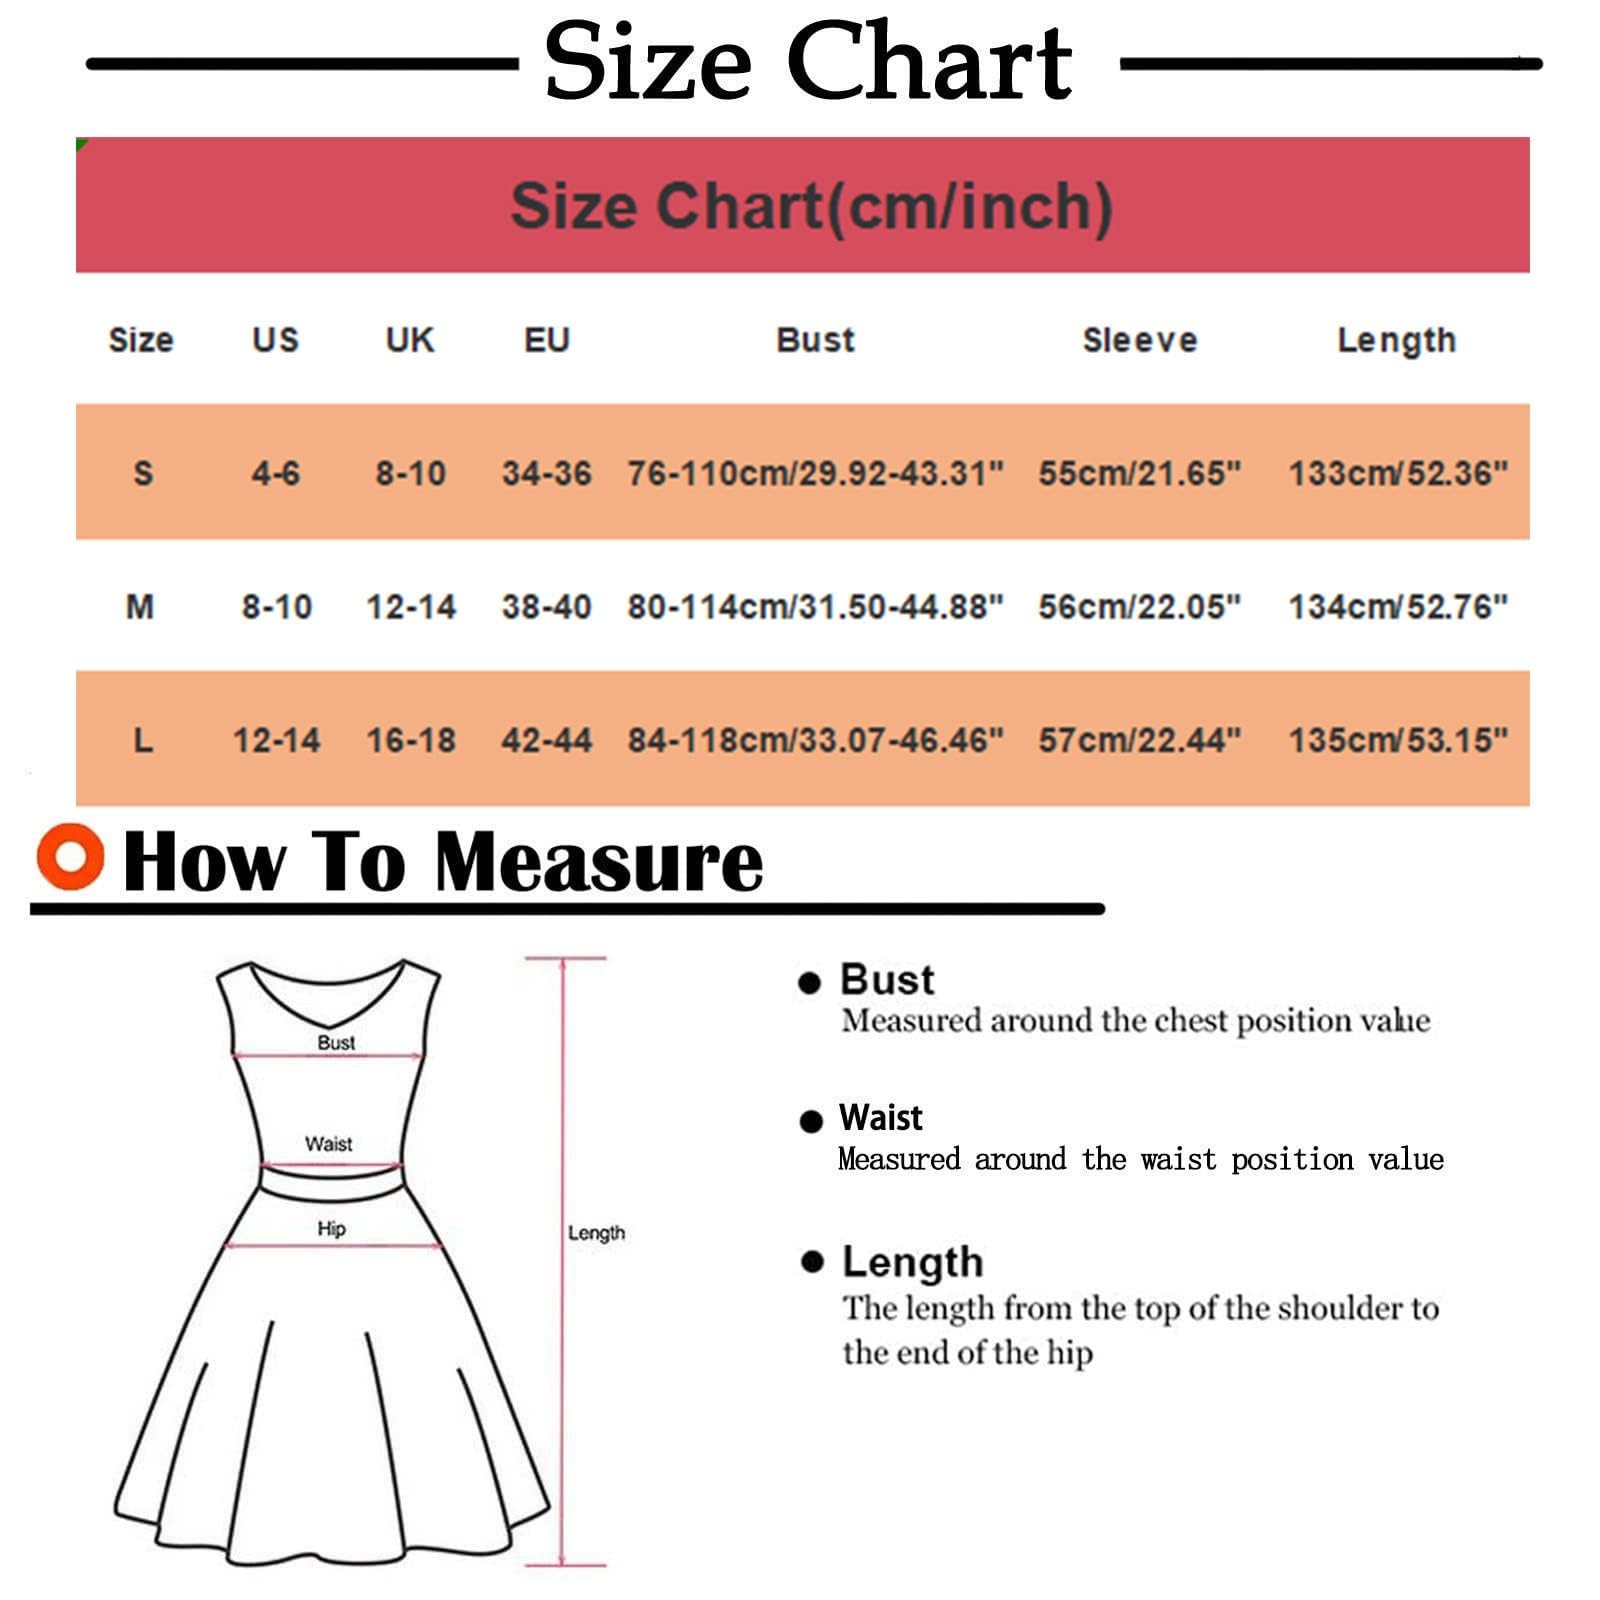 Size Chart
Size Chart(cm/inch)
Size US UK EU Bust Sleeve Length
S 4-6 8-10 34-36 76-110cm/29.92-43.31" 55cm/21.65" 133cm/52.36"
M 8-10 12-14 38-40 80-114cm/31.50-44.88" 56cm/22.05" 134cm/52.76"
L 12-14 16-18 42-44 84-118cm/33.07-46.46" 57cm/22.44" 135cm/53.15"
How To Measure
Bust
Waist
Hip
Length
Bust
Measured around the chest position value
Waist
Measured around the waist position value
Length
The length from the top of the shoulder to
the end of the hip